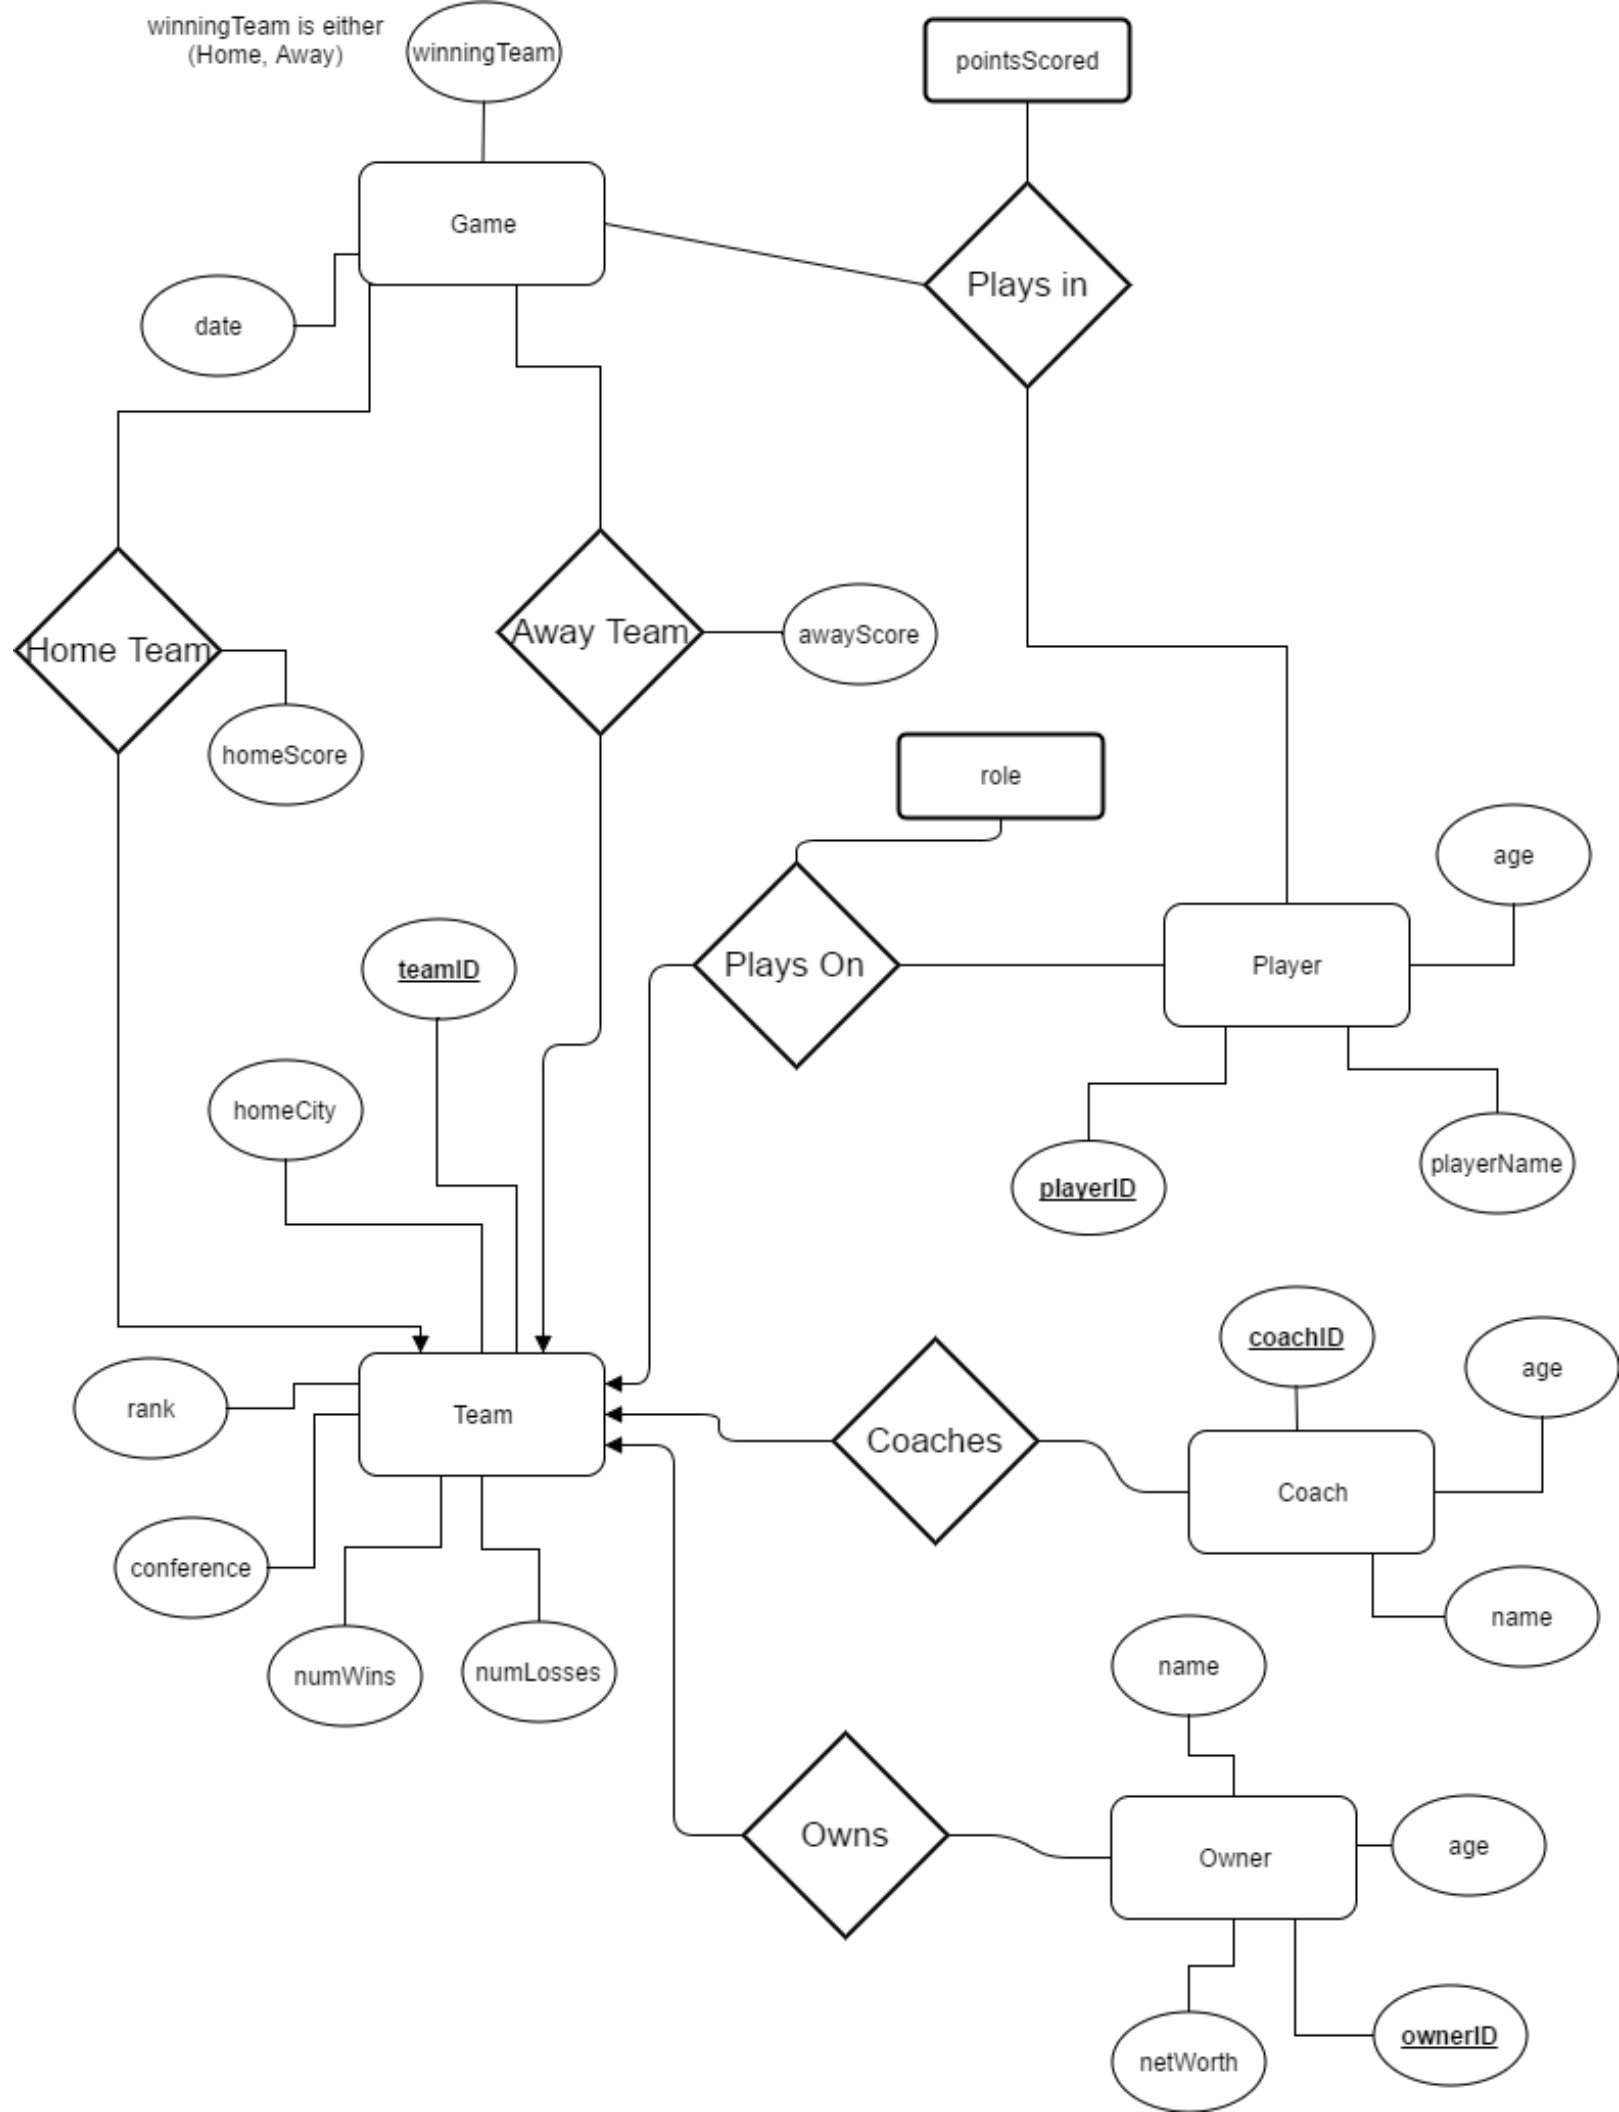 winningTeam is either
(Home, Away)
winningTeam
pointsScored
Game
Plays in
date
Home Team
Away Team
awayScore
homeScore
role
age
teamID
Plays On
Player
homeCity
playerID
playerName
coachID
age
rank
Team
Coaches
Coach
conference
name
numWins
numLosses
name
Owns
Owner
age
netWorth
ownerID